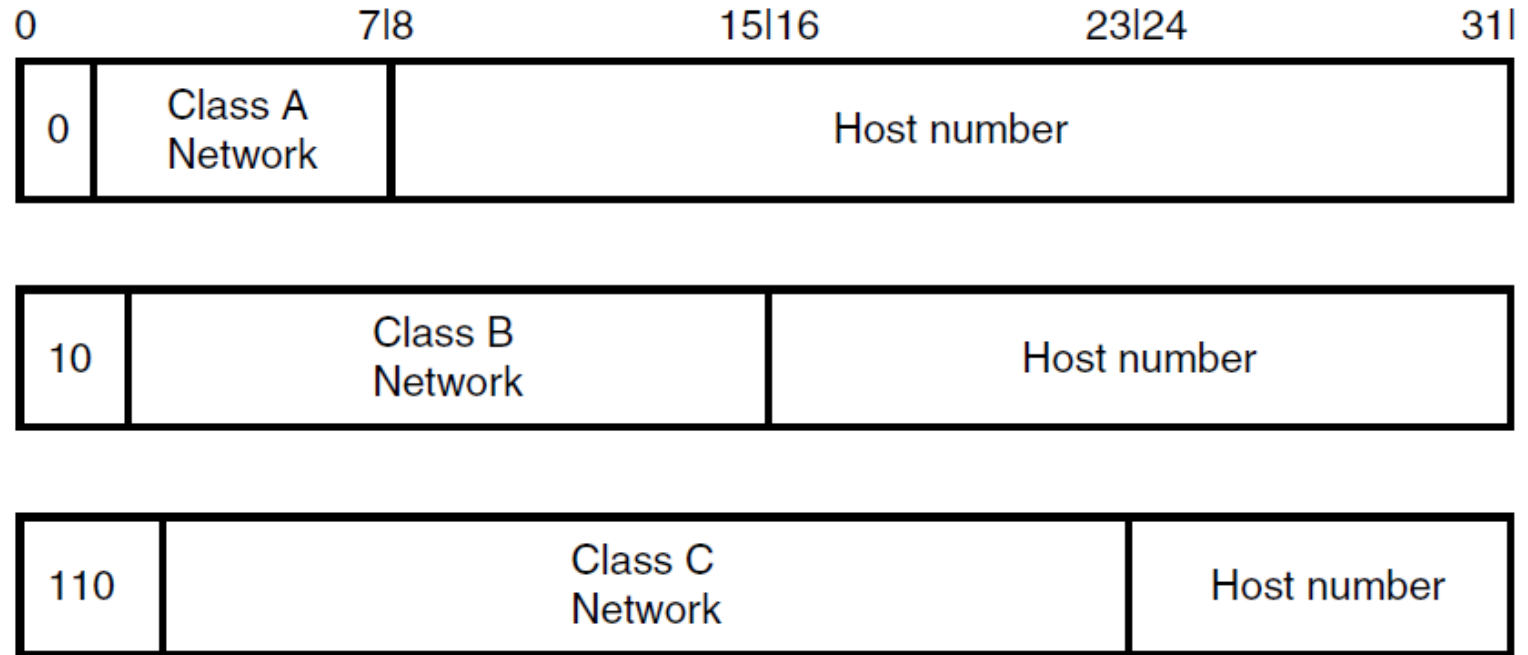 0 7|8 15|16 23|24 31|
0
Class A
Network
Host number
10
Class B
Network
Host number
110
Class C
Network
Host number